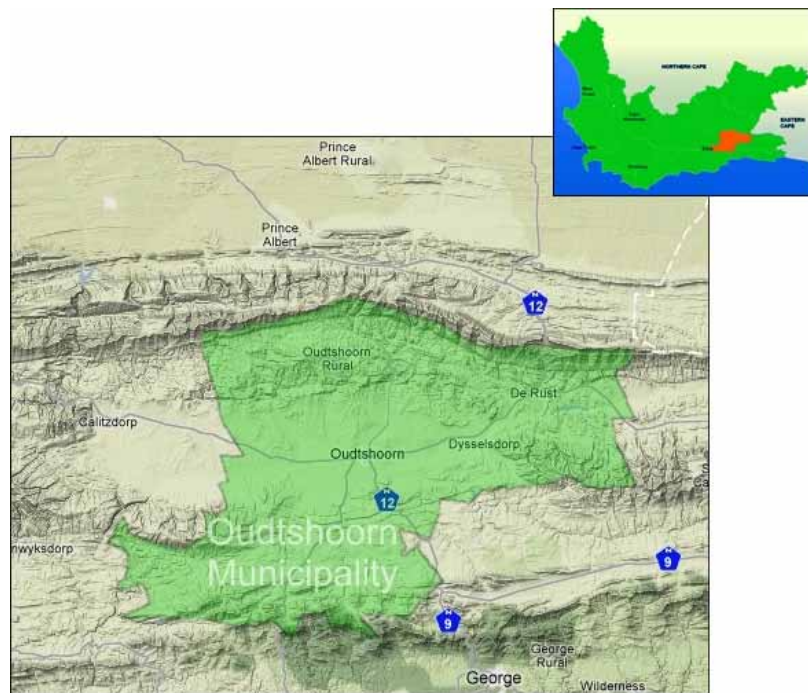 NORTHERN CAPE
EASTERN
CAPE
Prince
Albert Rural
Prince
Albert
N
12
Oudtshoorn
Rural
De Rust
Calitzdorp
Oudtshoorn
Dysselsdorp
N
12
Oudtshoorn
Municipality
nwyksdorp
N
9
N
9
George
Rural
George
Wilderness